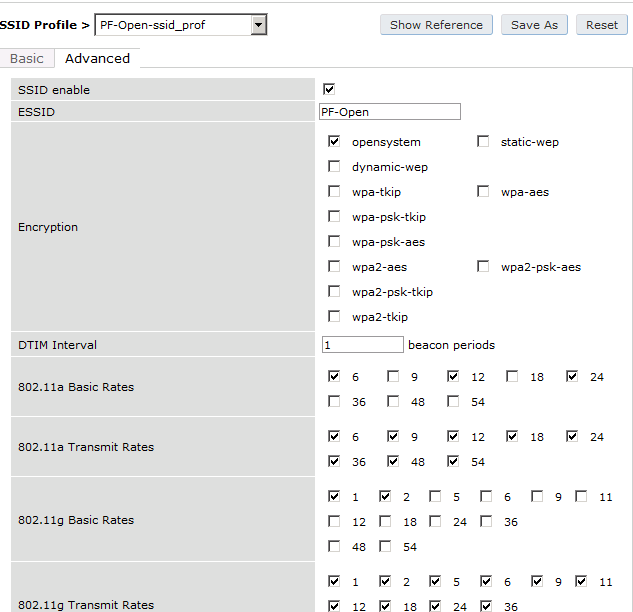 SSID Profile > PF-Open-ssid_prof Show Reference Save As Reset
Basic Advanced
SSID enable
ESSID PF-Open
Encryption
opensystem static-wep
dynamic-wep
wpa-tkip wpa-aes
wpa-psk-tkip
wpa-psk-aes
wpa2-aes wpa2-psk-aes
wpa2-psk-tkip
wpa2-tkip
DTIM Interval 1 beacon periods
802.11a Basic Rates
6 9 12 18 24
36 48 54
802.11a Transmit Rates
6 9 12 18 24
36 48 54
802.11g Basic Rates
1 2 5 6 9 11
12 18 24 36
48 54
802.11g Transmit Rates
1 2 5 6 9 11
12 18 24 36